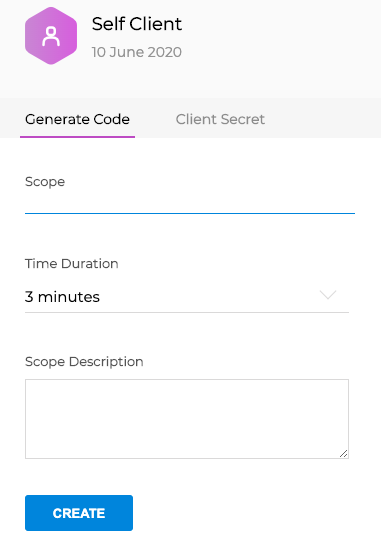 Self Client
10 June 2020
Generate Code
Client Secret
Scope
Time Duration
3 minutes
Scope Description
CREATE